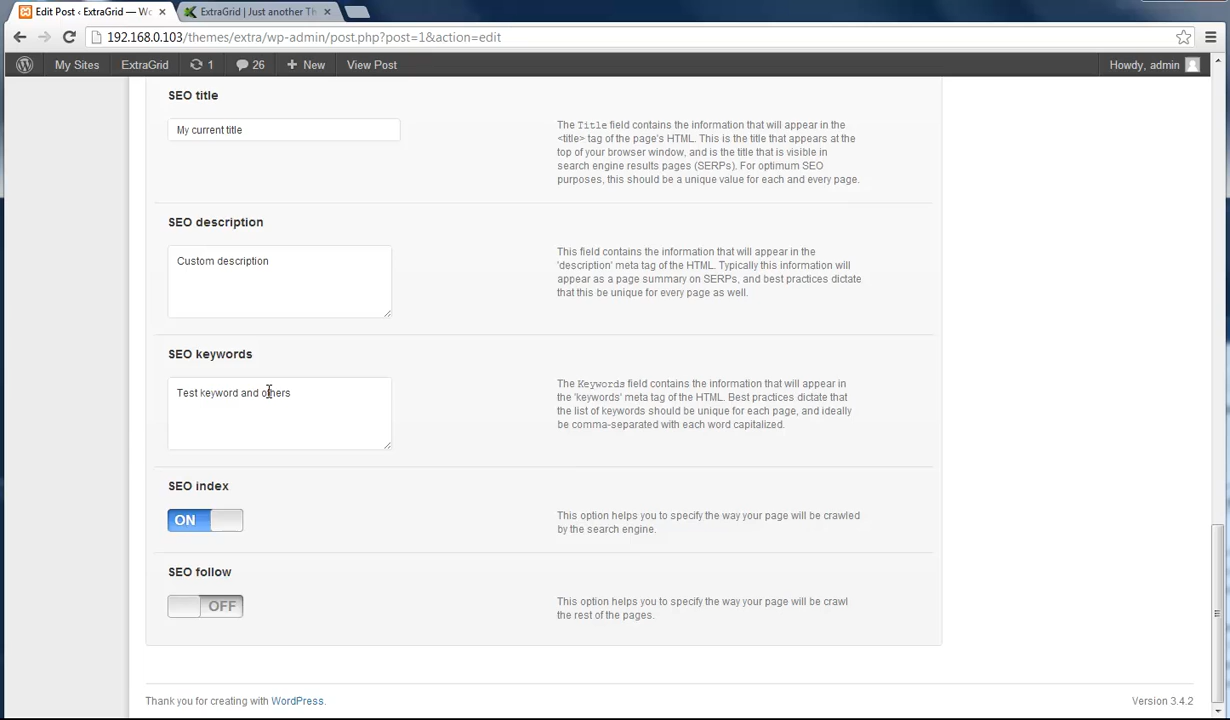 Edit Post ‹ ExtraGrid — Wo
ExtraGrid | Just another Th
192.168.0.103/themes/extra/wp-admin/post.php?post=1&action=edit
My Sites ExtraGrid 1 26 New View Post Howdy, admin
SEO title
My current title
The Title field contains the information that will appear in the
<title> tag of the page's HTML. This is the title that appears at the
top of your browser window, and is the title that is visible in
search engine results pages (SERPs). For optimum SEO
purposes, this should be a unique value for each and every page.
SEO description
Custom description
This field contains the information that will appear in the
'description' meta tag of the HTML. Typically this information will
appear as a page summary on SERPs, and best practices dictate
that this be unique for every page as well.
SEO keywords
Test keyword and others
The Keywords field contains the information that will appear in
the 'keywords' meta tag of the HTML. Best practices dictate that
the list of keywords should be unique for each page, and ideally
be comma-separated with each word capitalized.
SEO index
ON
This option helps you to specify the way your page will be crawled
by the search engine.
SEO follow
OFF
This option helps you to specify the way your page will be crawl
the rest of the pages.
Thank you for creating with WordPress.
Version 3.4.2